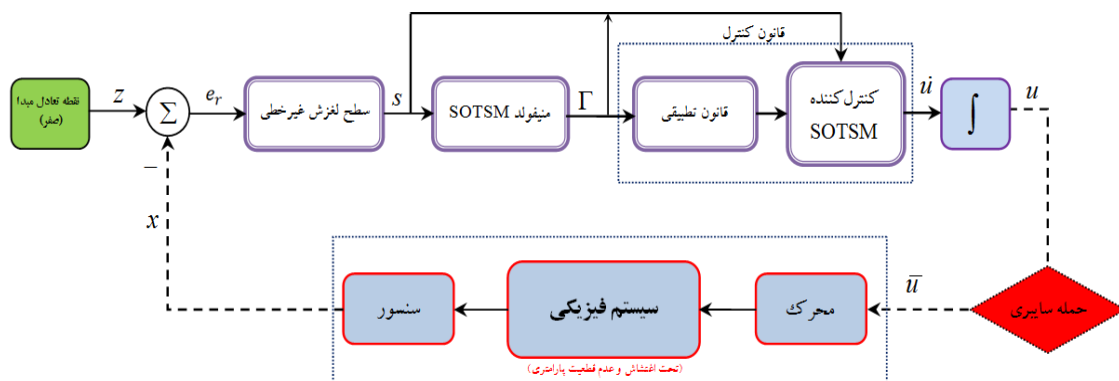 قانون کنترل
نقطه تعادل مبدا
(صفر)
z
∑
−
e_r
سطح لغزش غیرخطی
s
منیفولد SOTSM
Γ
قانون تطبیقی
کنترل‌کننده
SOTSM
u̇
∫
u
x
سنسور
سیستم فیزیکی
(تحت اغتشاش و عدم قطعیت پارامتری)
محرک
ū
حمله سایبری